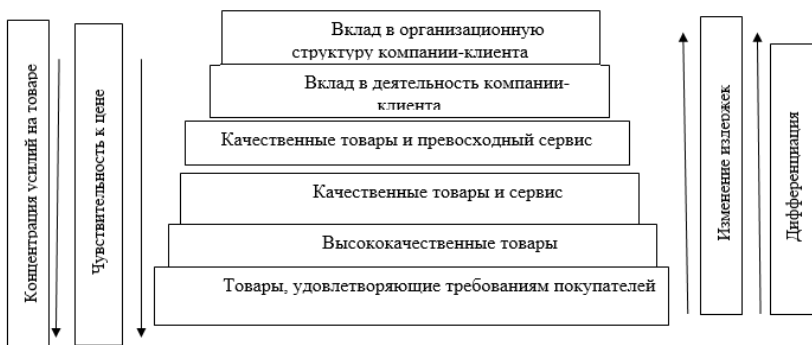 Концентрация усилий на товаре
Чувствительность к цене
Вклад в организационную
структуру компании-клиента
Вклад в деятельность компании-
клиента
Качественные товары и превосходный сервис
Качественные товары и сервис
Высококачественные товары
Товары, удовлетворяющие требованиям покупателей
Изменение издержек
Дифференциация